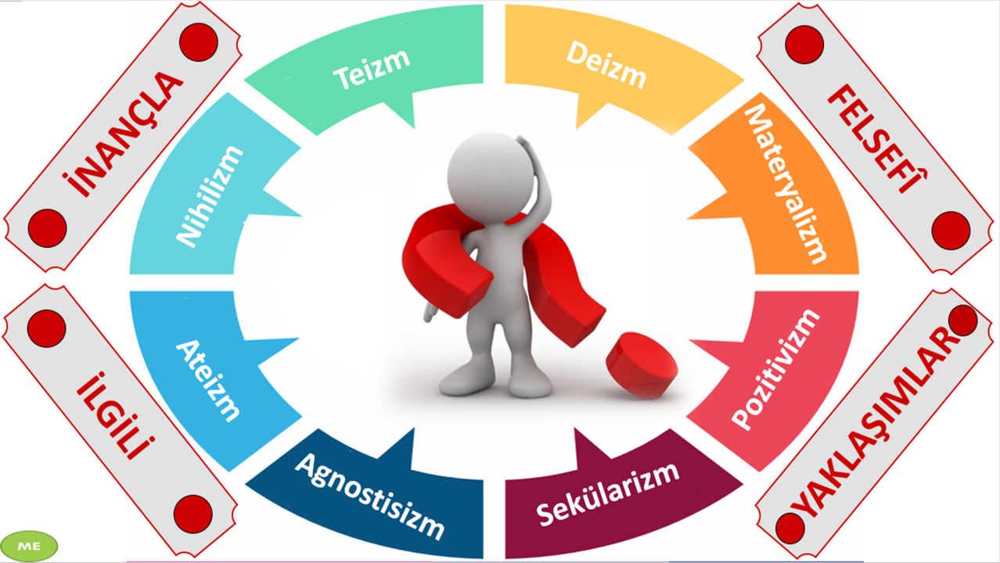 İNANÇLA
İLGİLİ
FELSEFÎ
YAKLAŞIMLAR
Teizm
Deizm
Materyalizm
Pozitivizm
Sekülarizm
Agnostisizm
Ateizm
Nihilizm
ME